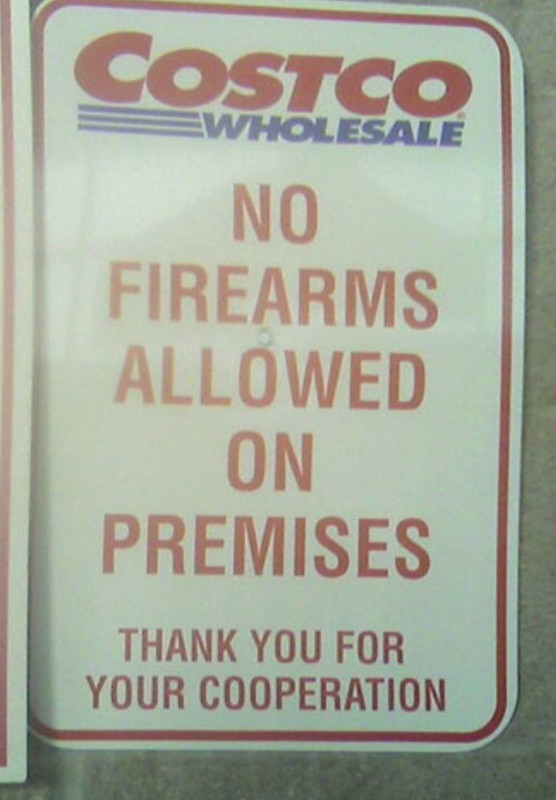 COSTCO
WHOLESALE
NO
FIREARMS
ALLOWED
ON
PREMISES
THANK YOU FOR
YOUR COOPERATION